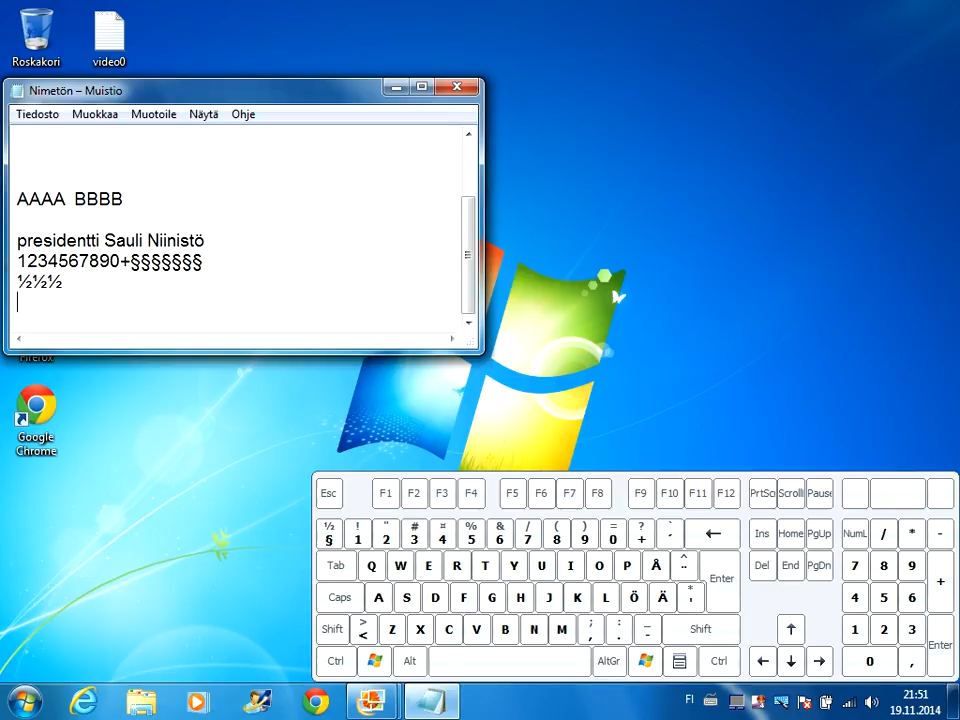 Roskakori
video0
Nimetön – Muistio
Tiedosto Muokkaa Muotoile Näytä Ohje
AAAA BBBB
presidentti Sauli Niinistö
1234567890+§§§§§§§
½½½
Firefox
Google
Chrome
Esc F1 F2 F3 F4 F5 F6 F7 F8 F9 F10 F11 F12 PrtSc Scroll Pause
½ ! " # ¤ % & / ( ) = ? `
§ 1 2 3 4 5 6 7 8 9 0 + ´ ← Ins Home PgUp NumL / * -
Tab Q W E R T Y U I O P Å ^ ¨ Enter Del End PgDn 7 8 9 +
Caps A S D F G H J K L Ö Ä * ' 4 5 6
Shift > < Z X C V B N M ; , : . _ - Shift ↑ 1 2 3 Enter
Ctrl Alt AltGr Ctrl ← ↓ → 0 ,
FI 21:51
19.11.2014